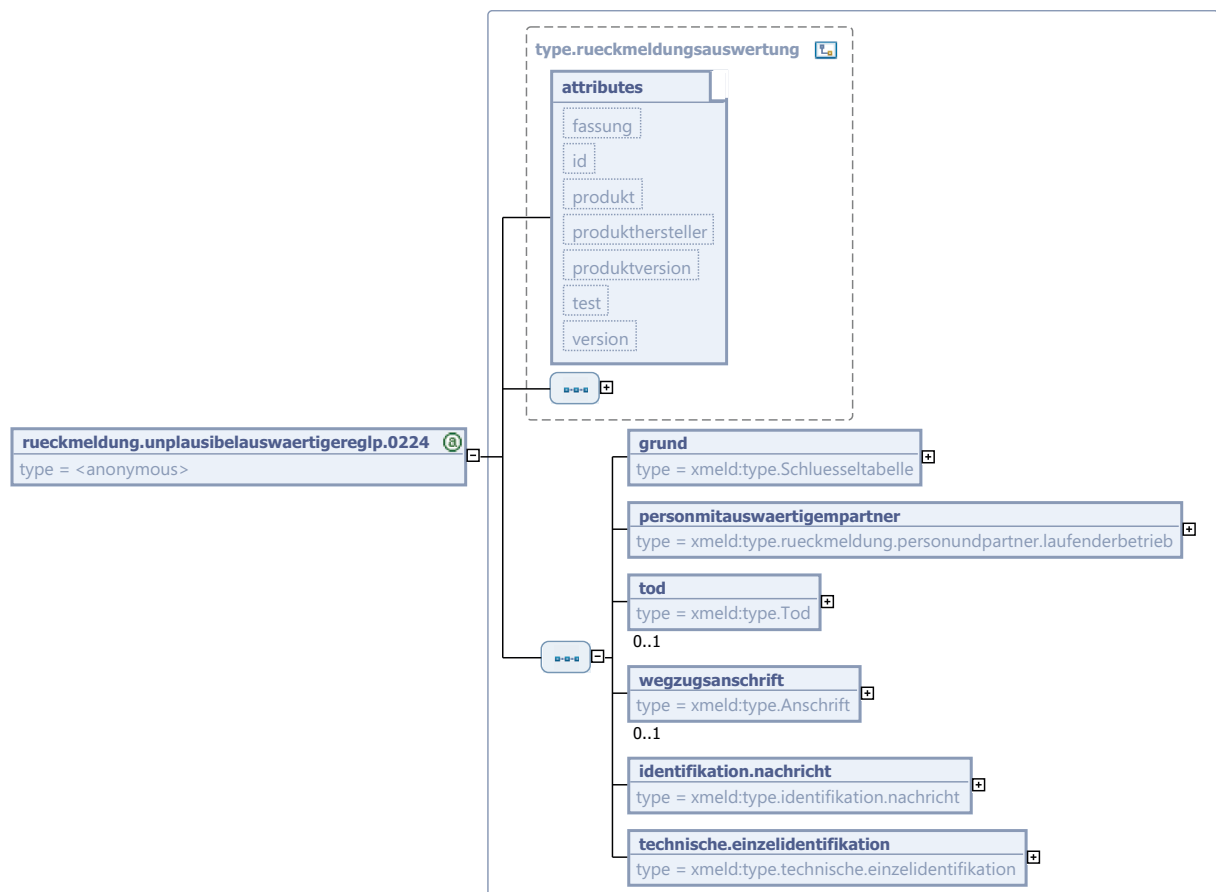 type.rueckmeldungsauswertung
attributes
fassung
id
produkt
produkthersteller
produktversion
test
version
rueckmeldung.unplausibelauswaertigereglp.0224
type = <anonymous>
grund
type = xmeld:type.Schluesseltabelle
personmitauswaertigempartner
type = xmeld:type.rueckmeldung.personundpartner.laufenderbetrieb
tod
type = xmeld:type.Tod
0..1
wegzugsanschrift
type = xmeld:type.Anschrift
0..1
identifikation.nachricht
type = xmeld:type.identifikation.nachricht
technische.einzelidentifikation
type = xmeld:type.technische.einzelidentifikation